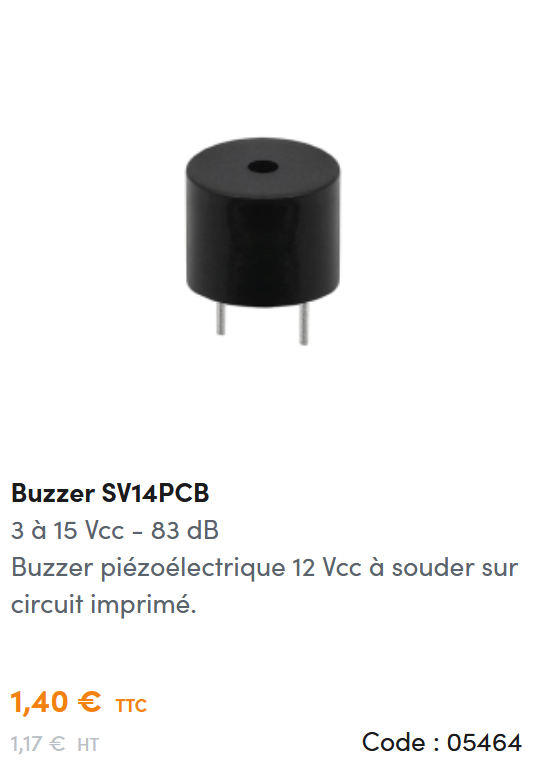 Buzzer SV14PCB
3 à 15 Vcc - 83 dB
Buzzer piézoélectrique 12 Vcc à souder sur
circuit imprimé.
1,40 € TTC
1,17 € HT
Code : 05464